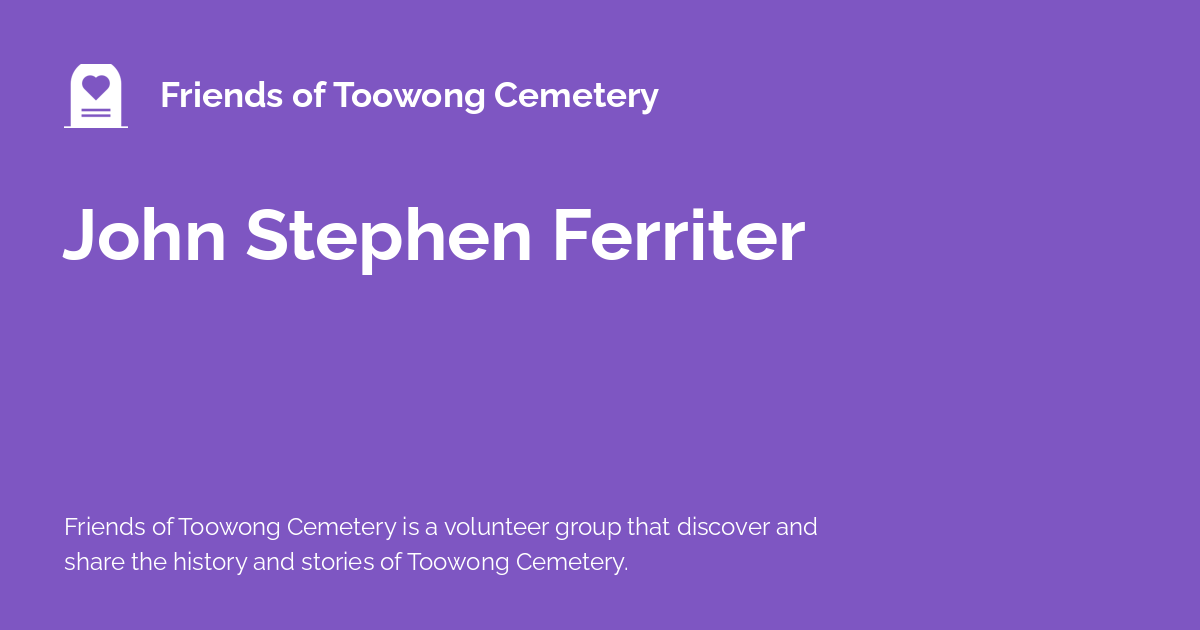 Friends of Toowong Cemetery
John Stephen Ferriter
Friends of Toowong Cemetery is a volunteer group that discover and
share the history and stories of Toowong Cemetery.